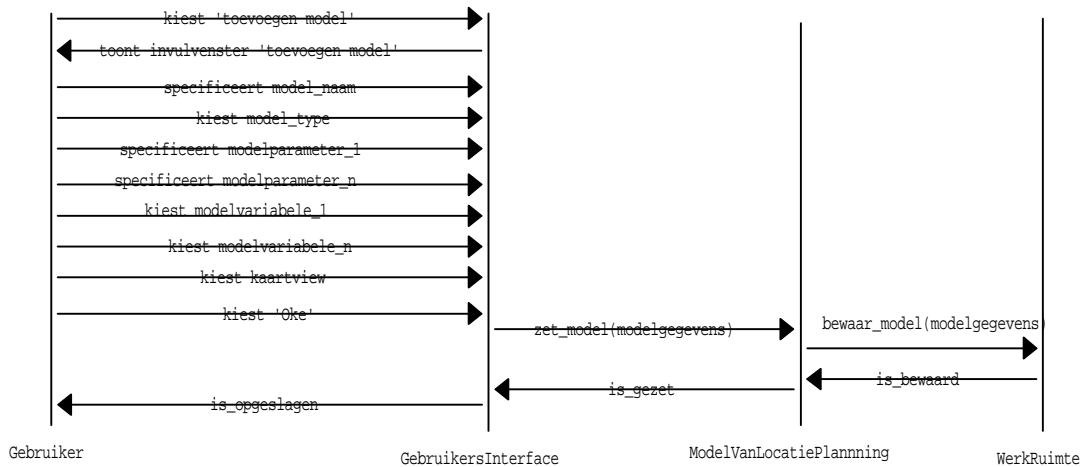 kiest 'toevoegen model'
toont invulvenster 'toevoegen model'
specificeert model_naam
kiest model_type
specificeert modelparameter_1
specificeert modelparameter_n
kiest modelvariabele_1
kiest modelvariabele_n
kiest kaartview
kiest 'Oke'
zet_model(modelgegevens)
bewaar_model(modelgegevens)
is_bewaard
is_gezet
is_opgeslagen
Gebruiker
GebruikersInterface
ModelVanLocatiePlannning
WerkRuimte